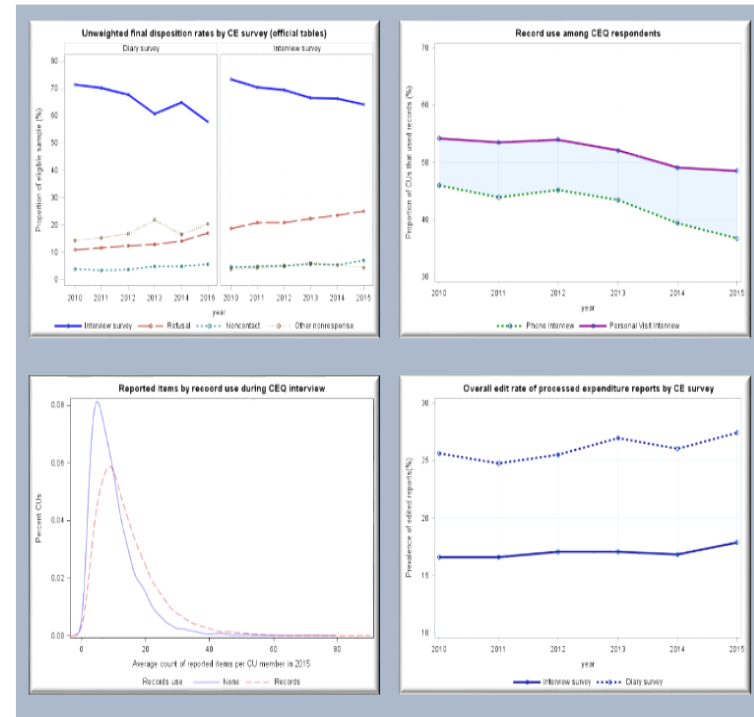 Unweighted final disposition rates by CE survey (official tables)
Diary survey
Interview survey
Proportion of eligible sample (%)
80
70
60
50
40
30
20
10
0
2010 2011 2012 2013 2014 2015 2010 2011 2012 2013 2014 2015
year
Interview survey Refusal Noncontact Other nonresponse
Record use among CEQ respondents
Proportion of CUs that used records (%)
70
60
50
40
30
2010 2011 2012 2013 2014 2015
year
Phone Interview Personal Visit Interview
Reported items by recoord use during CEQ interview
Percent CUs
0.08
0.06
0.04
0.02
0.00
0 20 40 60 80
Average count of reported items per CU member in 2015
Records use None Records
Overall edit rate of processed expenditure reports by CE survey
Prevalence of edited reports(%)
30
25
20
15
10
2010 2011 2012 2013 2014 2015
year
Interview survey Diary survey